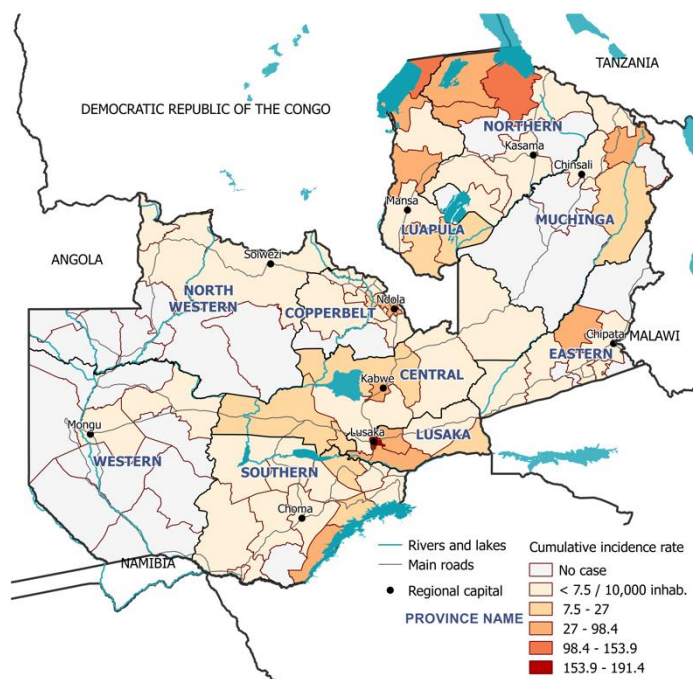 TANZANIA
DEMOCRATIC REPUBLIC OF THE CONGO
NORTHERN
Kasama
Chinsali
Mansa
MUCHINGA
LUAPULA
ANGOLA
Solwezi
NORTH
WESTERN
Ndola
COPPERBELT
Chipata
MALAWI
EASTERN
CENTRAL
Kabwe
Mongu
Lusaka
LUSAKA
WESTERN
SOUTHERN
Choma
NAMIBIA
Rivers and lakes
Main roads
Regional capital
PROVINCE NAME
Cumulative incidence rate
No case
< 7.5 / 10,000 inhab.
7.5 - 27
27 - 98.4
98.4 - 153.9
153.9 - 191.4